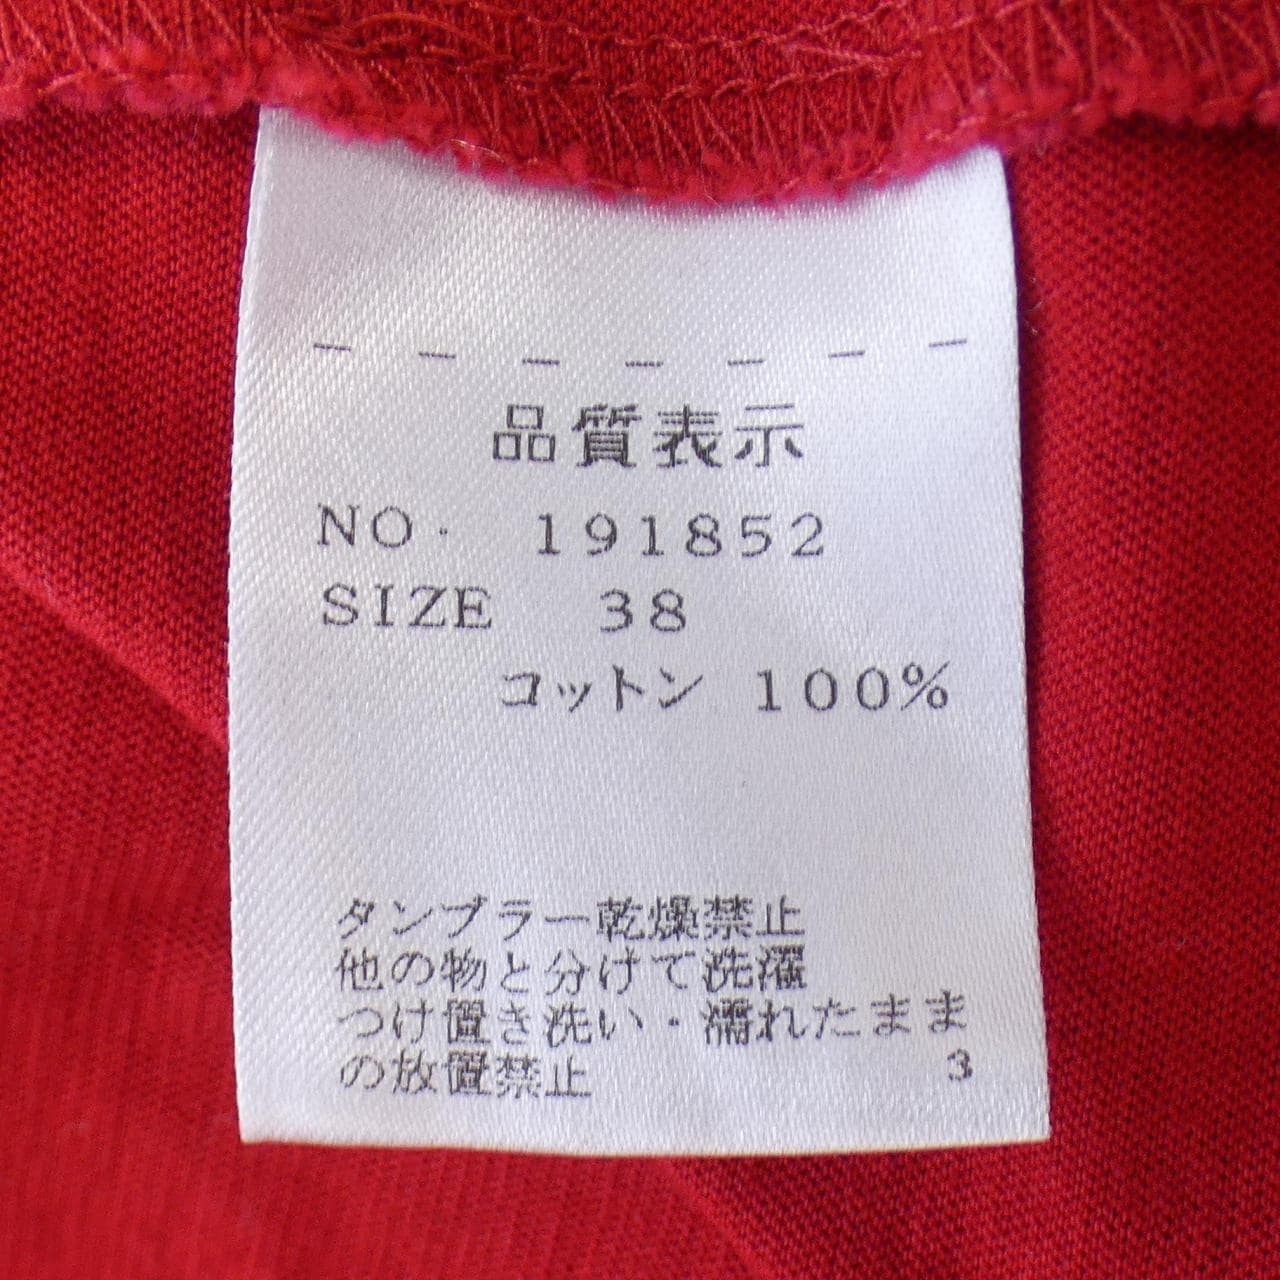 品質表示
NO. 191852
SIZE 38
コットン 100%
タンブラー乾燥禁止
他の物と分けて洗濯
つけ置き洗い・濡れたまま
の放置禁止 3